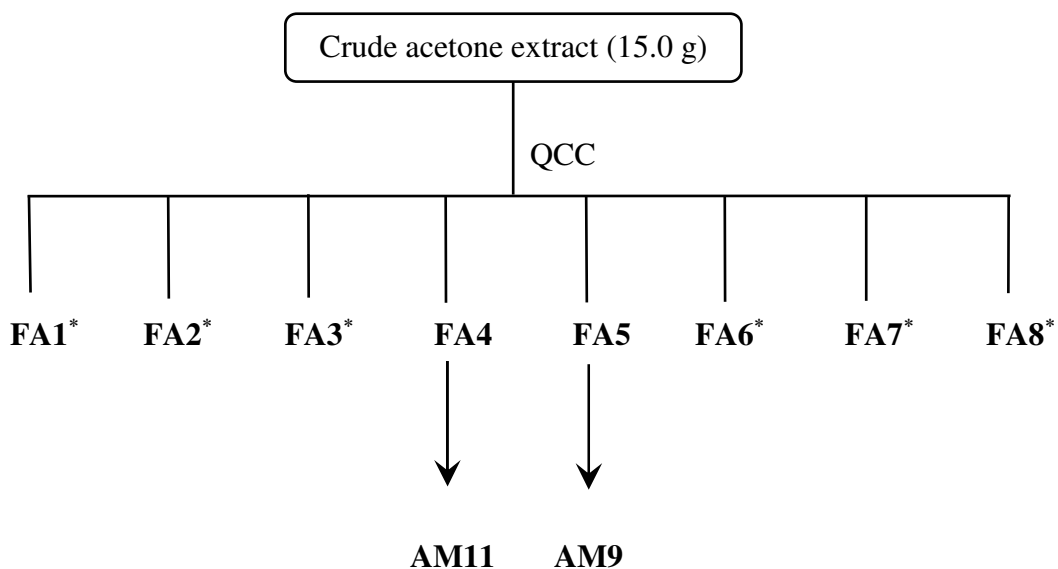 Crude acetone extract (15.0 g)
QCC
FA1* FA2* FA3* FA4 FA5 FA6* FA7* FA8*
AM11 AM9